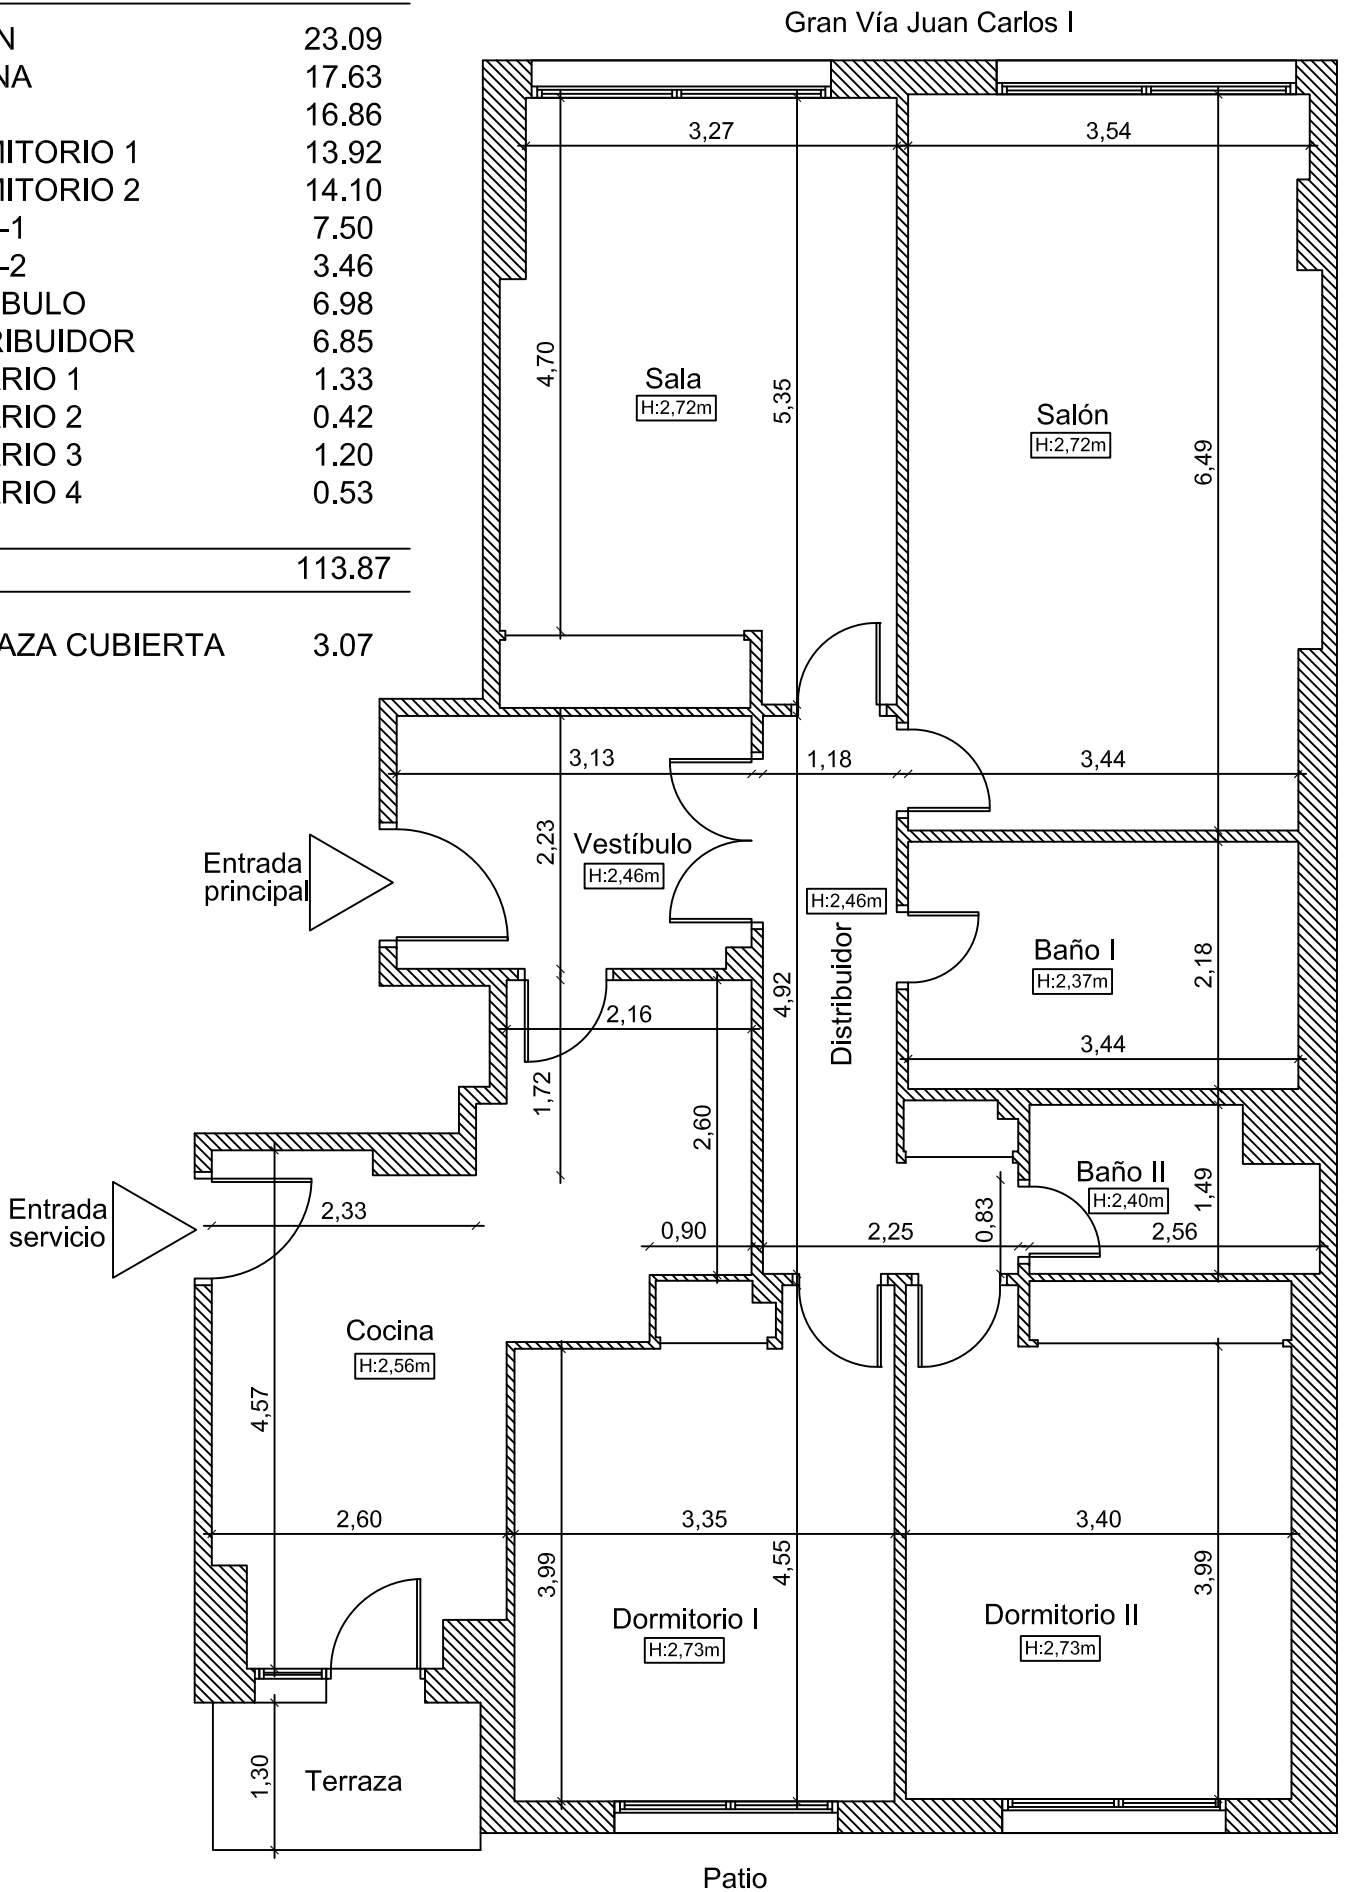 N 23.09
NA 17.63
16.86
MITORIO 1 13.92
MITORIO 2 14.10
-1 7.50
-2 3.46
BULO 6.98
RIBUIDOR 6.85
ARIO 1 1.33
ARIO 2 0.42
ARIO 3 1.20
ARIO 4 0.53
113.87
AZA CUBIERTA 3.07
Gran Vía Juan Carlos I
3,27
3,54
4,70
Sala
H:2,72m
5,35
Salón
H:2,72m
6,49
3,13
1,18
3,44
2,23
Vestíbulo
H:2,46m
Entrada
principal
H:2,46m
Distribuidor
4,92
Baño I
H:2,37m
2,18
2,16
3,44
1,72
2,60
Baño II
H:2,40m
1,49
Entrada
servicio
2,33
0,90
2,25
0,83
2,56
Cocina
H:2,56m
4,57
2,60
3,35
3,40
3,99
4,55
3,99
Dormitorio I
H:2,73m
Dormitorio II
H:2,73m
1,30
Terraza
Patio